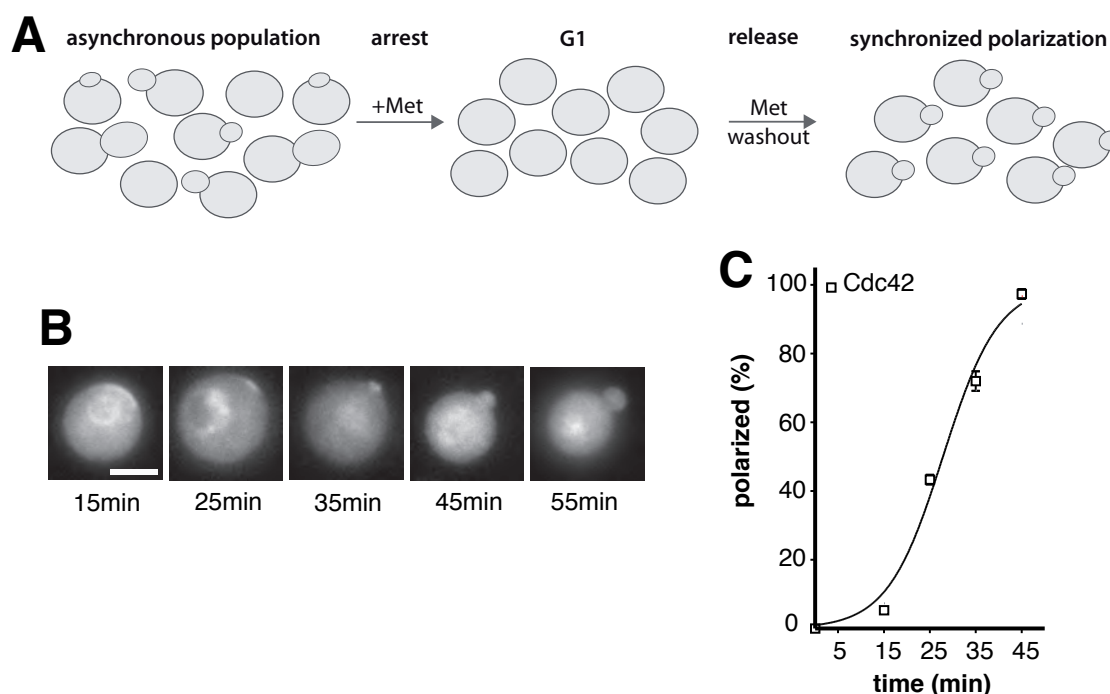 A
asynchronous population
arrest
G1
release
synchronized polarization
+Met
Met
washout
B
15min
25min
35min
45min
55min
C
Cdc42
100
80
60
40
20
0
polarized (%)
5 15 25 35 45
time (min)